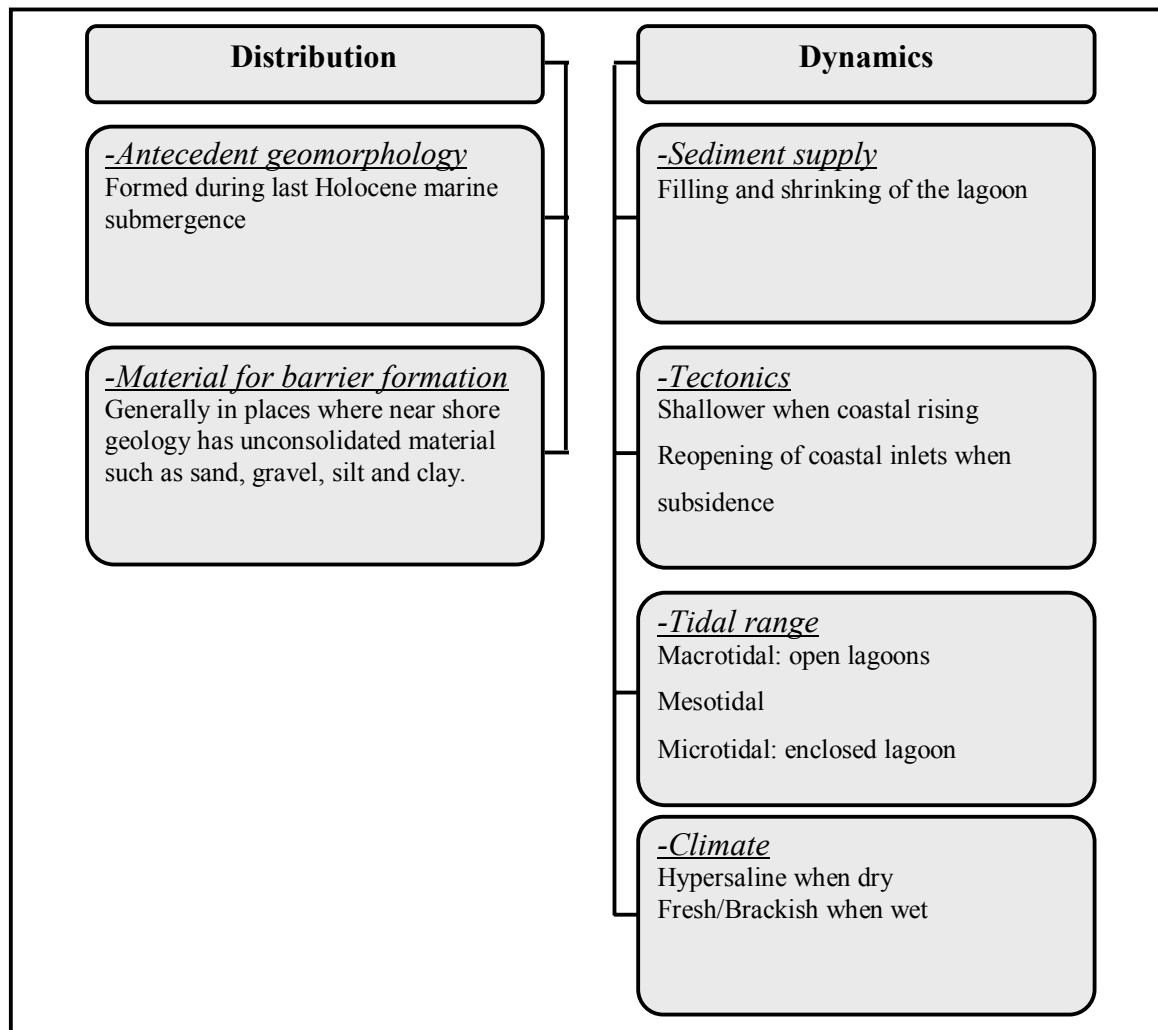 Distribution
-Antecedent geomorphology
Formed during last Holocene marine
submergence
-Material for barrier formation
Generally in places where near shore
geology has unconsolidated material
such as sand, gravel, silt and clay.
Dynamics
-Sediment supply
Filling and shrinking of the lagoon
-Tectonics
Shallower when coastal rising
Reopening of coastal inlets when
subsidence
-Tidal range
Macrotidal: open lagoons
Mesotidal
Microtidal: enclosed lagoon
-Climate
Hypersaline when dry
Fresh/Brackish when wet